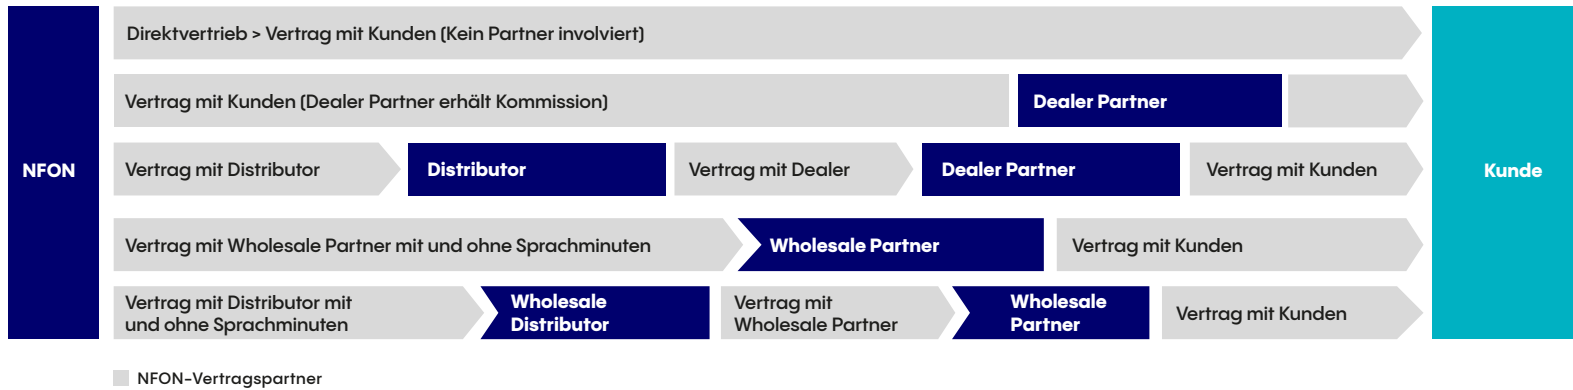 Direktvertrieb > Vertrag mit Kunden (Kein Partner involviert)
Vertrag mit Kunden (Dealer Partner erhält Kommission)
Dealer Partner
NFON
Vertrag mit Distributor
Distributor
Vertrag mit Dealer
Dealer Partner
Vertrag mit Kunden
Kunde
Vertrag mit Wholesale Partner mit und ohne Sprachminuten
Wholesale Partner
Vertrag mit Kunden
Vertrag mit Distributor mit
und ohne Sprachminuten
Wholesale
Distributor
Vertrag mit
Wholesale Partner
Wholesale
Partner
Vertrag mit Kunden
NFON-Vertragspartner